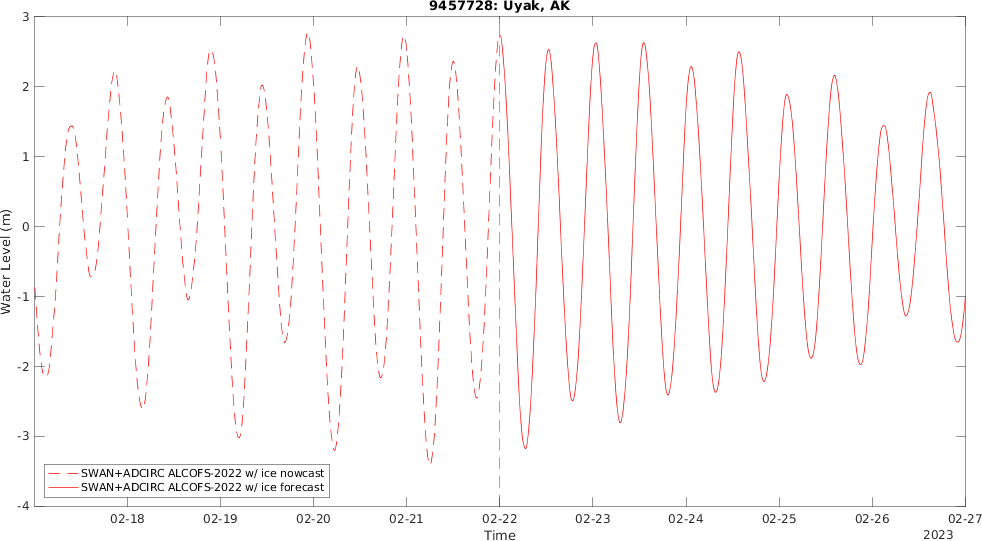 9457728: Uyak, AK
3
2
1
0
-1
-2
-3
-4
Water Level (m)
SWAN+ADCIRC ALCOFS-2022 w/ ice nowcast
SWAN+ADCIRC ALCOFS-2022 w/ ice forecast
02-18 02-19 02-20 02-21 02-22 02-23 02-24 02-25 02-26 02-27
Time 2023